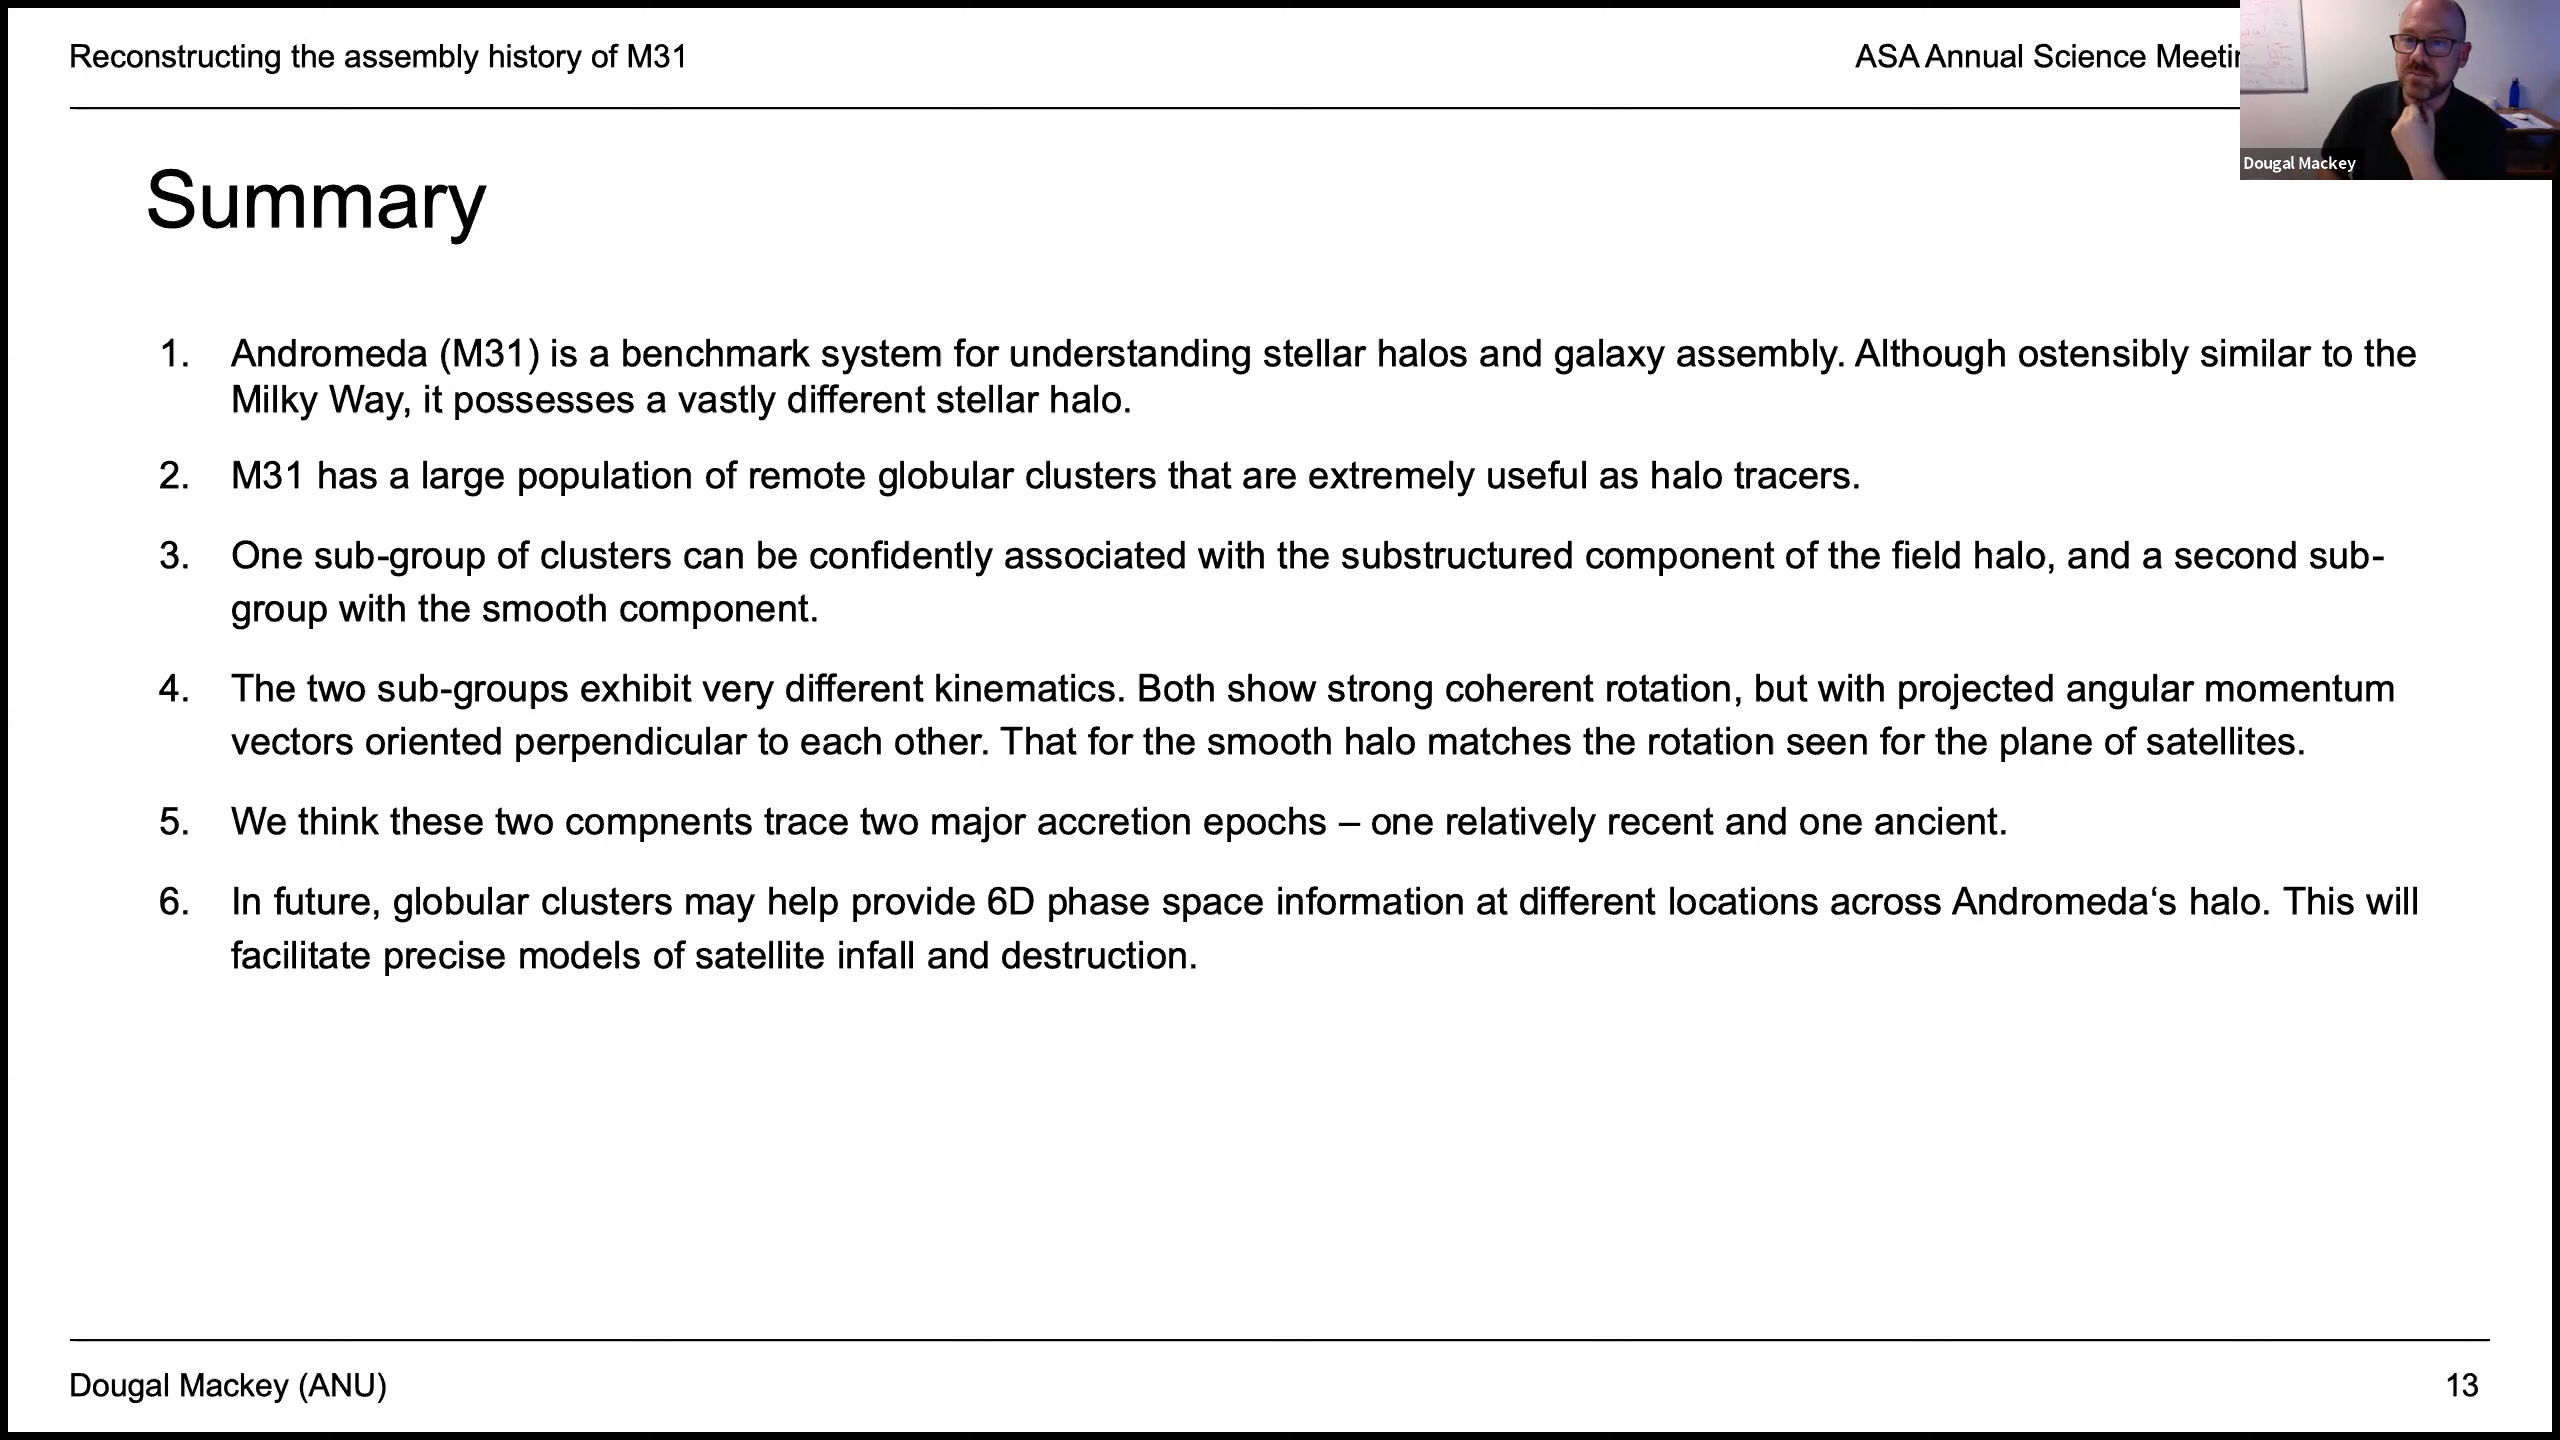 Reconstructing the assembly history of M31
ASA Annual Science Meetin
Dougal Mackey
Summary
1. Andromeda (M31) is a benchmark system for understanding stellar halos and galaxy assembly. Although ostensibly similar to the
Milky Way, it possesses a vastly different stellar halo.
2. M31 has a large population of remote globular clusters that are extremely useful as halo tracers.
3. One sub-group of clusters can be confidently associated with the substructured component of the field halo, and a second sub-
group with the smooth component.
4. The two sub-groups exhibit very different kinematics. Both show strong coherent rotation, but with projected angular momentum
vectors oriented perpendicular to each other. That for the smooth halo matches the rotation seen for the plane of satellites.
5. We think these two compnents trace two major accretion epochs – one relatively recent and one ancient.
6. In future, globular clusters may help provide 6D phase space information at different locations across Andromeda‘s halo. This will
facilitate precise models of satellite infall and destruction.
Dougal Mackey (ANU)
13